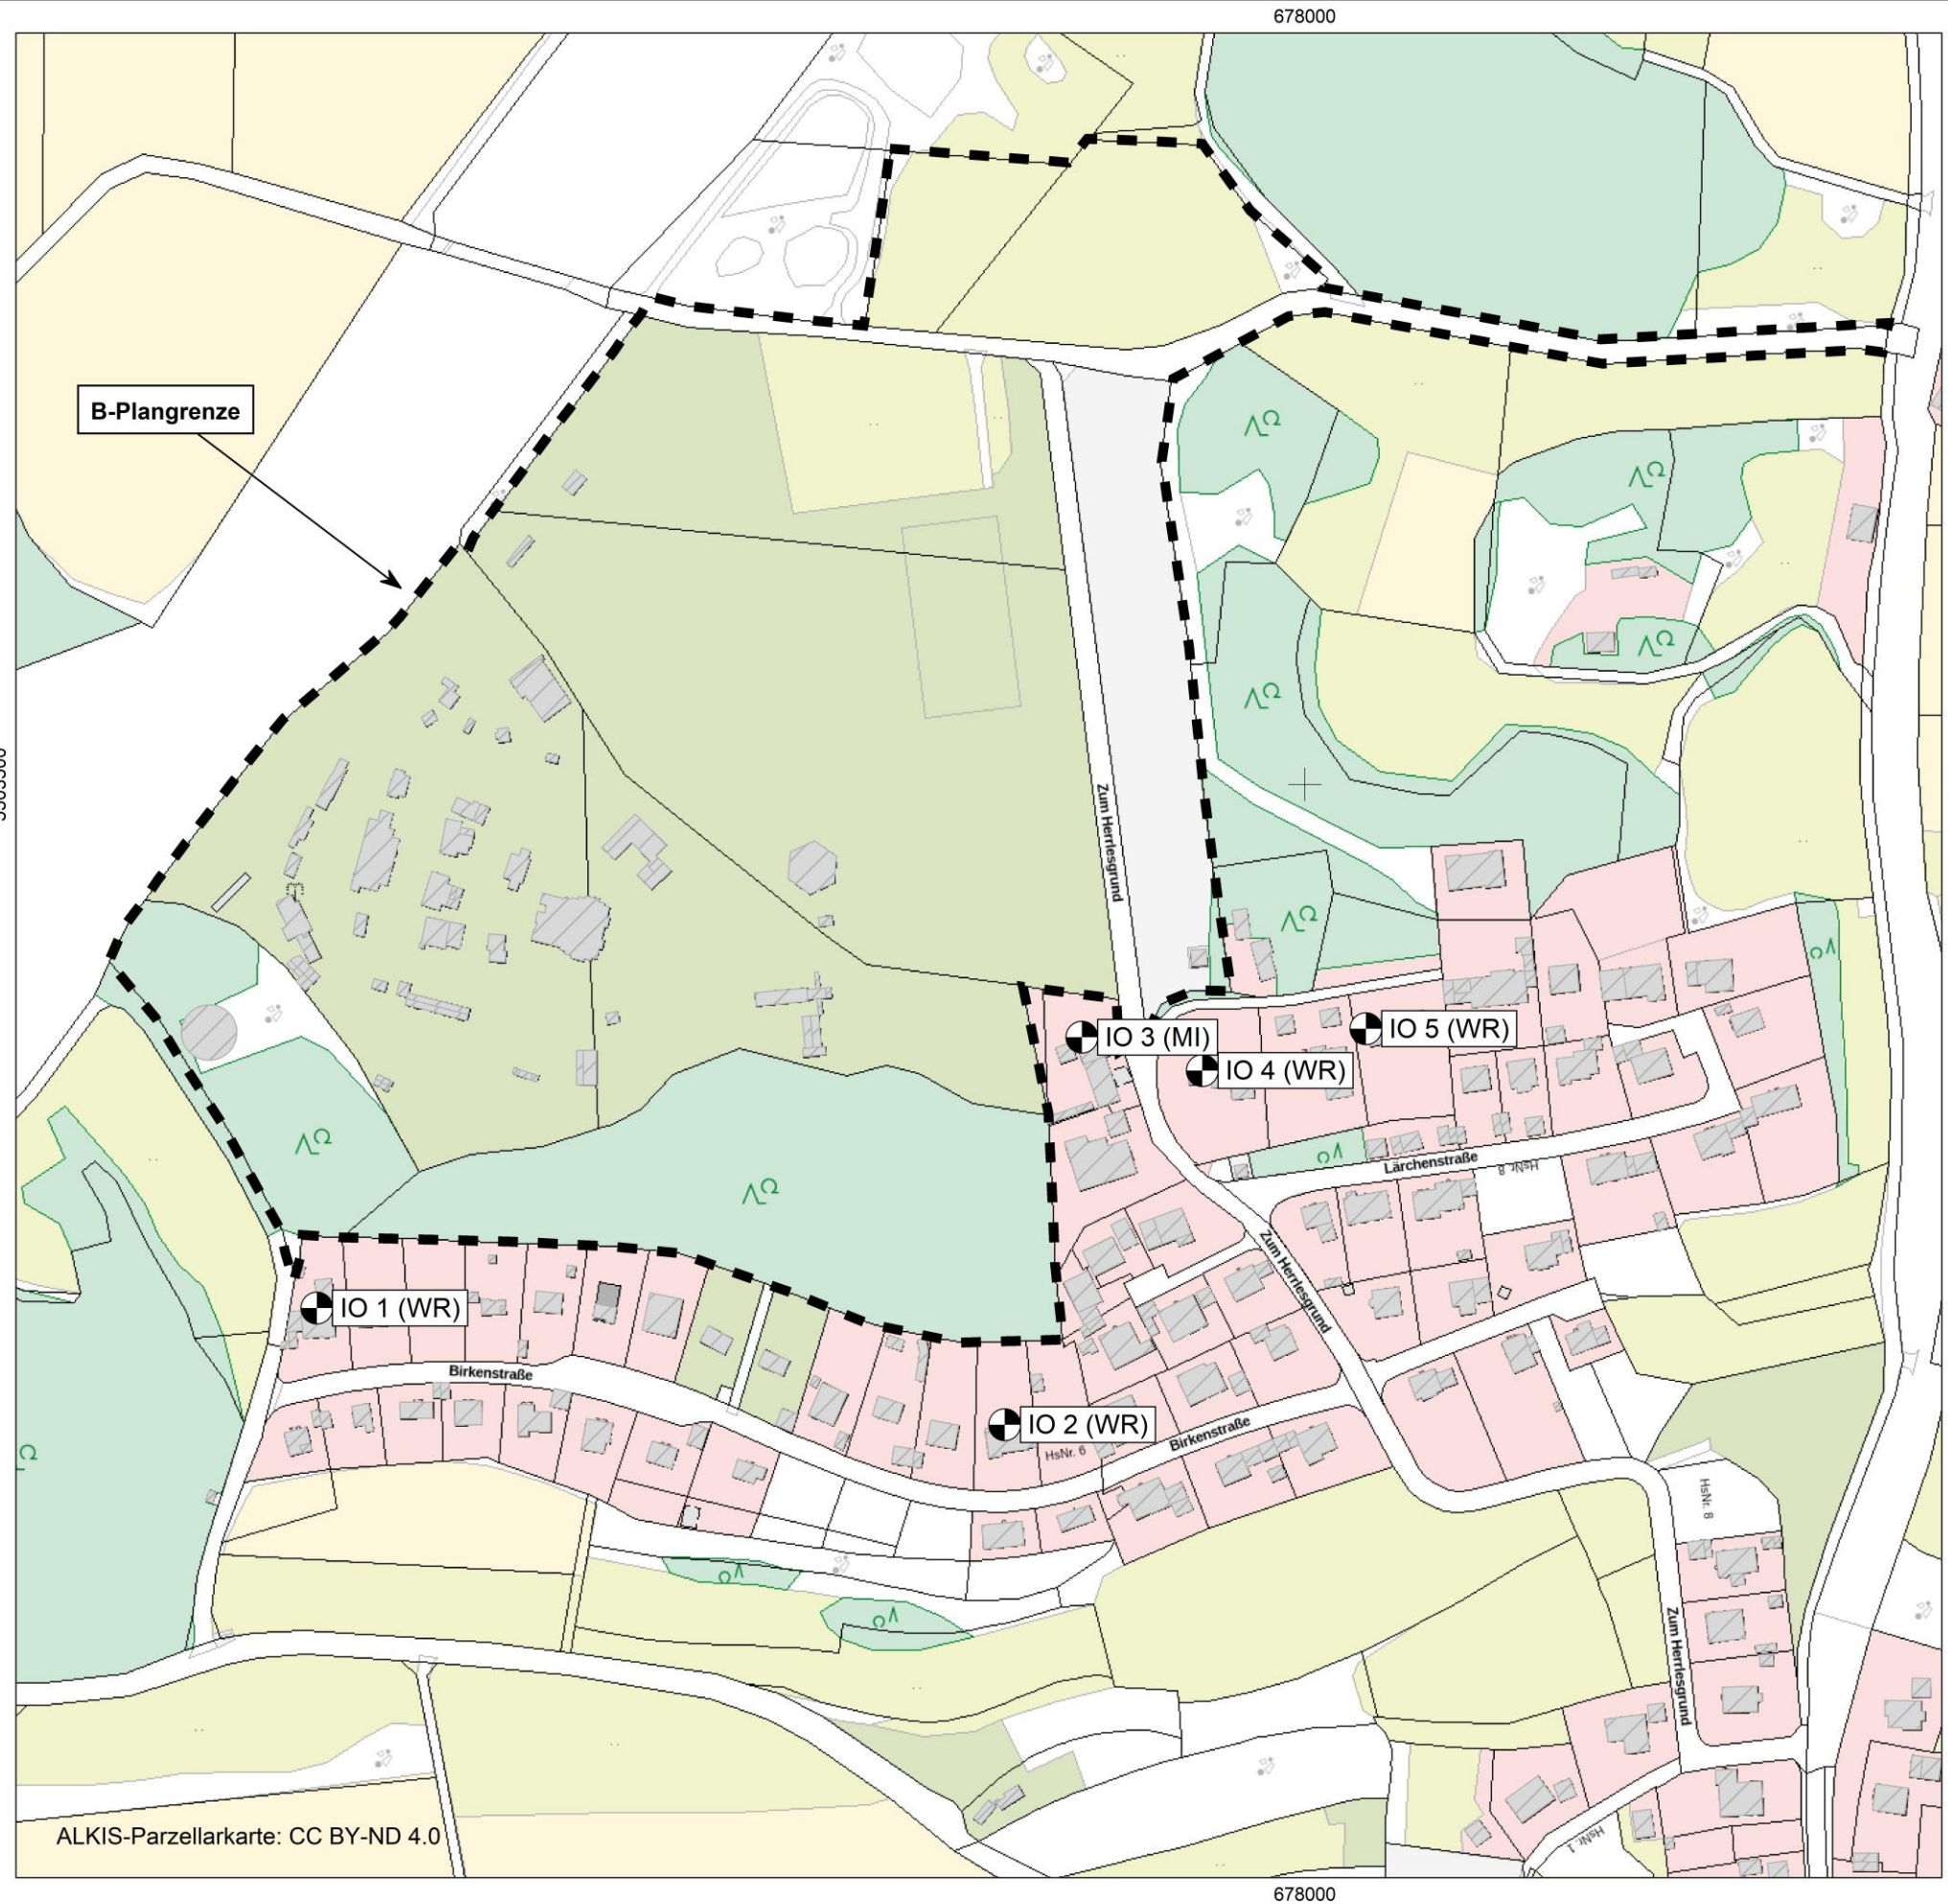 678000
B-Plangrenze
Zum Herrlesgrund
IO 3 (MI)
IO 5 (WR)
IO 4 (WR)
Lärchenstraße
HsNr. 8
Zum Herrlesgrund
IO 1 (WR)
Birkenstraße
IO 2 (WR)
HsNr. 6
Birkenstraße
HsNr. 8
Zum Herrlesgrund
HsNr. 1
ALKIS-Parzellarkarte: CC BY-ND 4.0
678000